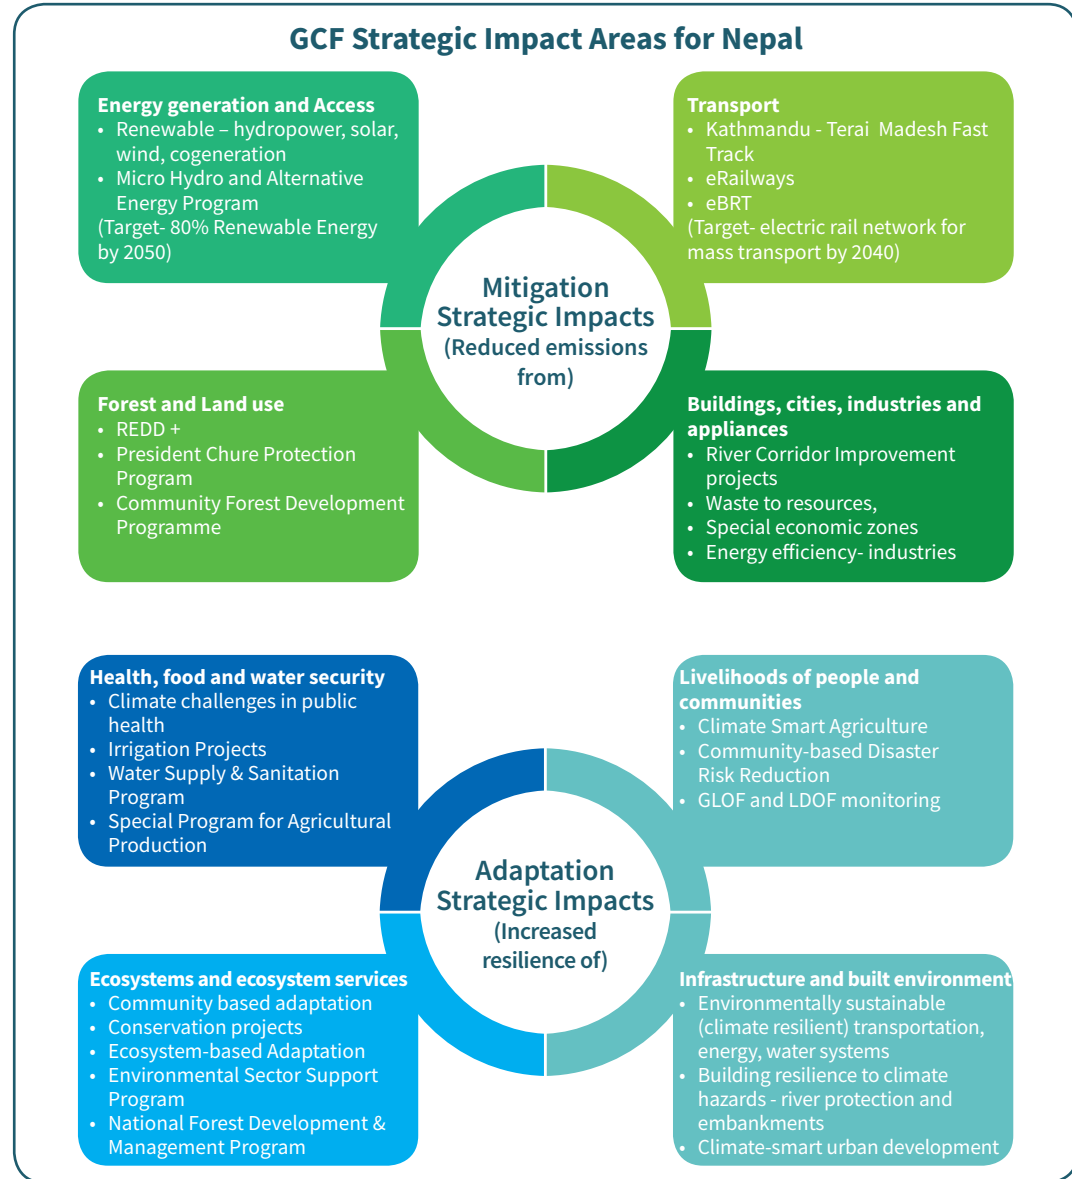 GCF Strategic Impact Areas for Nepal
Energy generation and Access
• Renewable – hydropower, solar,
wind, cogeneration
• Micro Hydro and Alternative
Energy Program
(Target- 80% Renewable Energy
by 2050)
Transport
• Kathmandu - Terai Madesh Fast
Track
• eRailways
• eBRT
(Target- electric rail network for
mass transport by 2040)
Mitigation
Strategic Impacts
(Reduced emissions
from)
Forest and Land use
• REDD +
• President Chure Protection
Program
• Community Forest Development
Programme
Buildings, cities, industries and
appliances
• River Corridor Improvement
projects
• Waste to resources,
• Special economic zones
• Energy efficiency- industries
Health, food and water security
• Climate challenges in public
health
• Irrigation Projects
• Water Supply & Sanitation
Program
• Special Program for Agricultural
Production
Livelihoods of people and
communities
• Climate Smart Agriculture
• Community-based Disaster
Risk Reduction
• GLOF and LDOF monitoring
Adaptation
Strategic Impacts
(Increased
resilience of)
Ecosystems and ecosystem services
• Community based adaptation
• Conservation projects
• Ecosystem-based Adaptation
• Environmental Sector Support
Program
• National Forest Development &
Management Program
Infrastructure and built environment
• Environmentally sustainable
(climate resilient) transportation,
energy, water systems
• Building resilience to climate
hazards - river protection and
embankments
• Climate-smart urban development